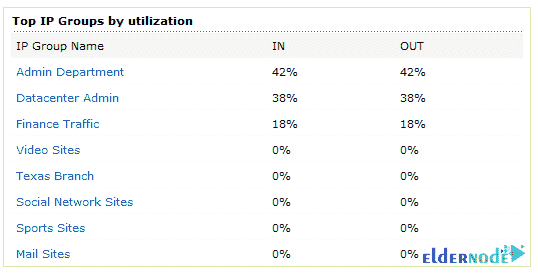 Top IP Groups by utilization
IP Group Name IN OUT
Admin Department 42% 42%
Datacenter Admin 38% 38%
Finance Traffic 18% 18%
Video Sites 0% 0%
Texas Branch 0% 0%
Social Network Sites 0% 0%
Sports Sites 0% 0%
Mail Sites 0% 0%
ELDERNODE